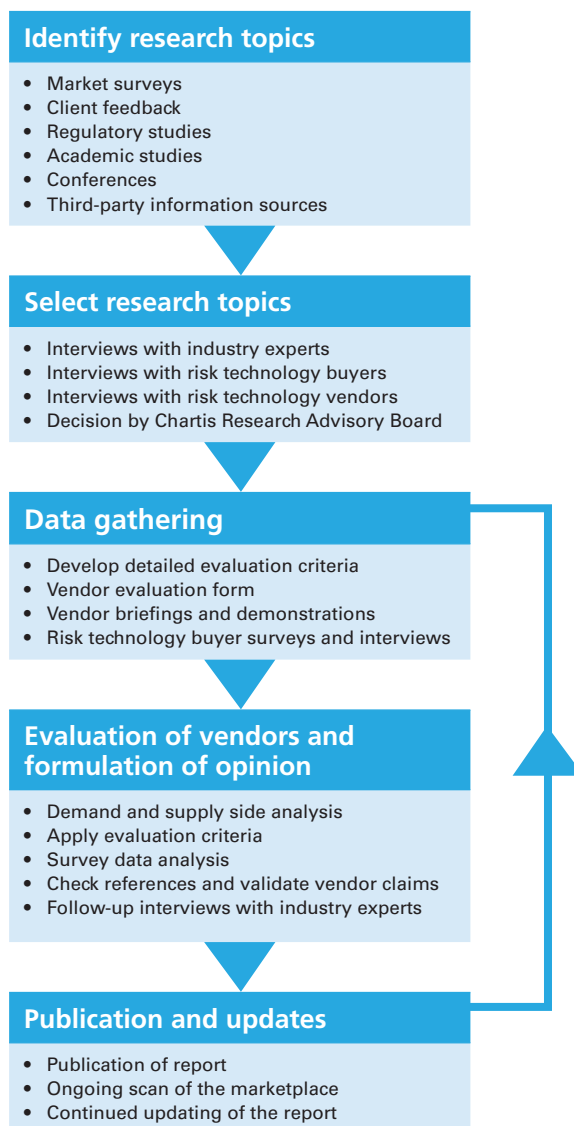 Identify research topics
• Market surveys
• Client feedback
• Regulatory studies
• Academic studies
• Conferences
• Third-party information sources
Select research topics
• Interviews with industry experts
• Interviews with risk technology buyers
• Interviews with risk technology vendors
• Decision by Chartis Research Advisory Board
Data gathering
• Develop detailed evaluation criteria
• Vendor evaluation form
• Vendor briefings and demonstrations
• Risk technology buyer surveys and interviews
Evaluation of vendors and
formulation of opinion
• Demand and supply side analysis
• Apply evaluation criteria
• Survey data analysis
• Check references and validate vendor claims
• Follow-up interviews with industry experts
Publication and updates
• Publication of report
• Ongoing scan of the marketplace
• Continued updating of the report